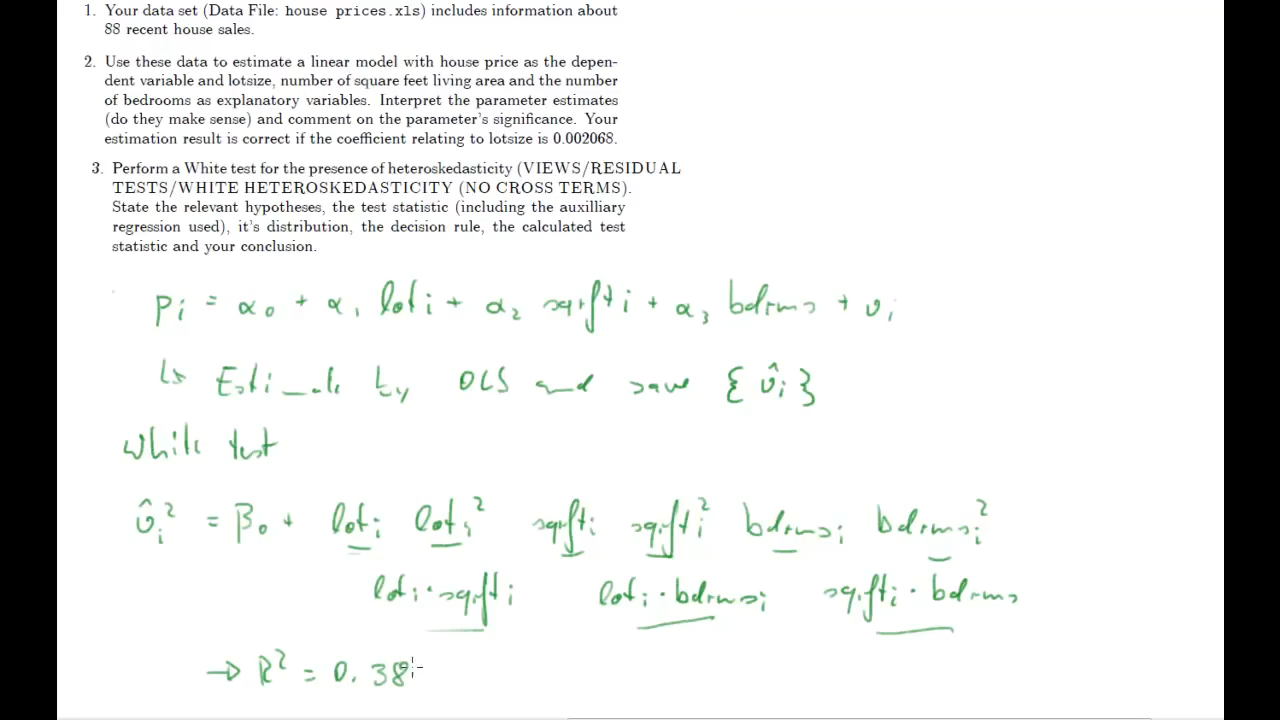 1. Your data set (Data File: house prices.xls) includes information about
88 recent house sales.
2. Use these data to estimate a linear model with house price as the depen-
dent variable and lotsize, number of square feet living area and the number
of bedrooms as explanatory variables. Interpret the parameter estimates
(do they make sense) and comment on the parameter's significance. Your
estimation result is correct if the coefficient relating to lotsize is 0.002068.
3. Perform a White test for the presence of heteroskedasticity (VIEWS/RESIDUAL
TESTS/WHITE HETEROSKEDASTICITY (NO CROSS TERMS).
State the relevant hypotheses, the test statistic (including the auxilliary
regression used), it's distribution, the decision rule, the calculated test
statistic and your conclusion.
pᵢ = α₀ + α₁ lotᵢ + α₂ sqrftᵢ + α₃ bdrms + υᵢ
↳ Estimate by OLS and save { υ̂ᵢ }
White test
υ̂ᵢ² = β₀ + lotᵢ lotᵢ² sqrftᵢ sqrftᵢ² bdrmsᵢ bdrmsᵢ²
lotᵢ · sqrftᵢ lotᵢ · bdrmsᵢ sqrftᵢ · bdrms
→ R² = 0.38